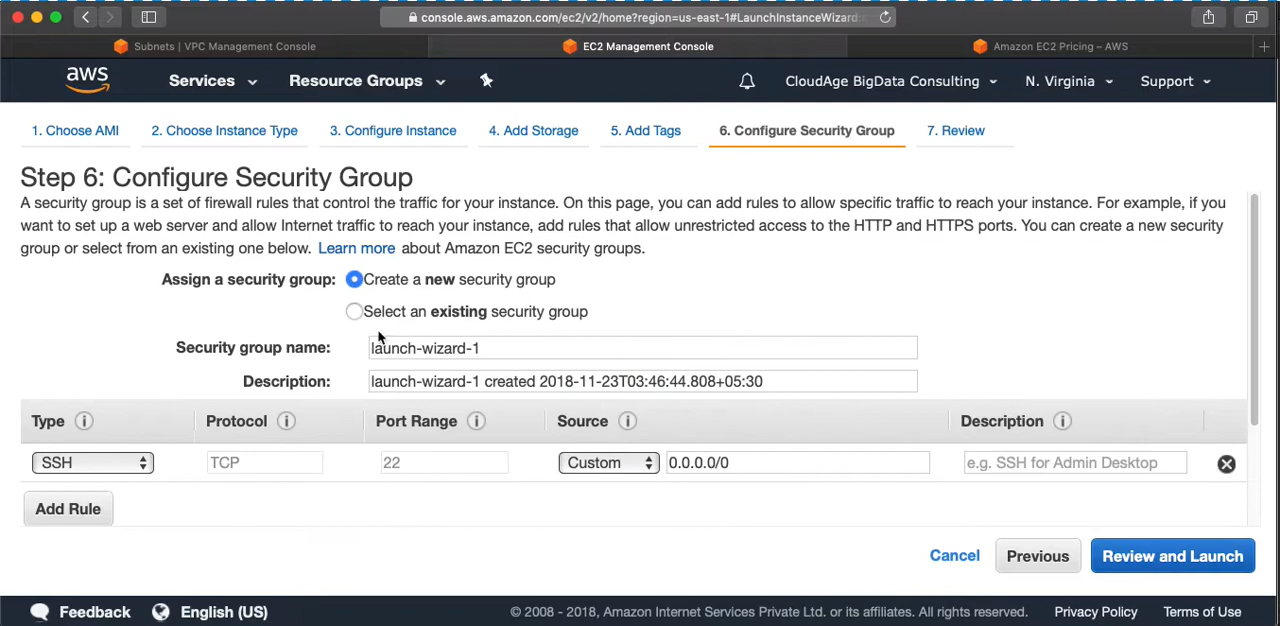 console.aws.amazon.com/ec2/v2/home?region=us-east-1#LaunchInstanceWizard:
Subnets | VPC Management Console
EC2 Management Console
Amazon EC2 Pricing – AWS
aws
Services
Resource Groups
CloudAge BigData Consulting
N. Virginia
Support
1. Choose AMI
2. Choose Instance Type
3. Configure Instance
4. Add Storage
5. Add Tags
6. Configure Security Group
7. Review
Step 6: Configure Security Group
A security group is a set of firewall rules that control the traffic for your instance. On this page, you can add rules to allow specific traffic to reach your instance. For example, if you
want to set up a web server and allow Internet traffic to reach your instance, add rules that allow unrestricted access to the HTTP and HTTPS ports. You can create a new security
group or select from an existing one below. Learn more about Amazon EC2 security groups.
Assign a security group: Create a new security group
Select an existing security group
Security group name: launch-wizard-1
Description: launch-wizard-1 created 2018-11-23T03:46:44.808+05:30
Type i Protocol i Port Range i Source i Description i
SSH TCP 22 Custom 0.0.0.0/0 e.g. SSH for Admin Desktop
Add Rule
Cancel Previous Review and Launch
Feedback English (US) © 2008 - 2018, Amazon Internet Services Private Ltd. or its affiliates. All rights reserved. Privacy Policy Terms of Use